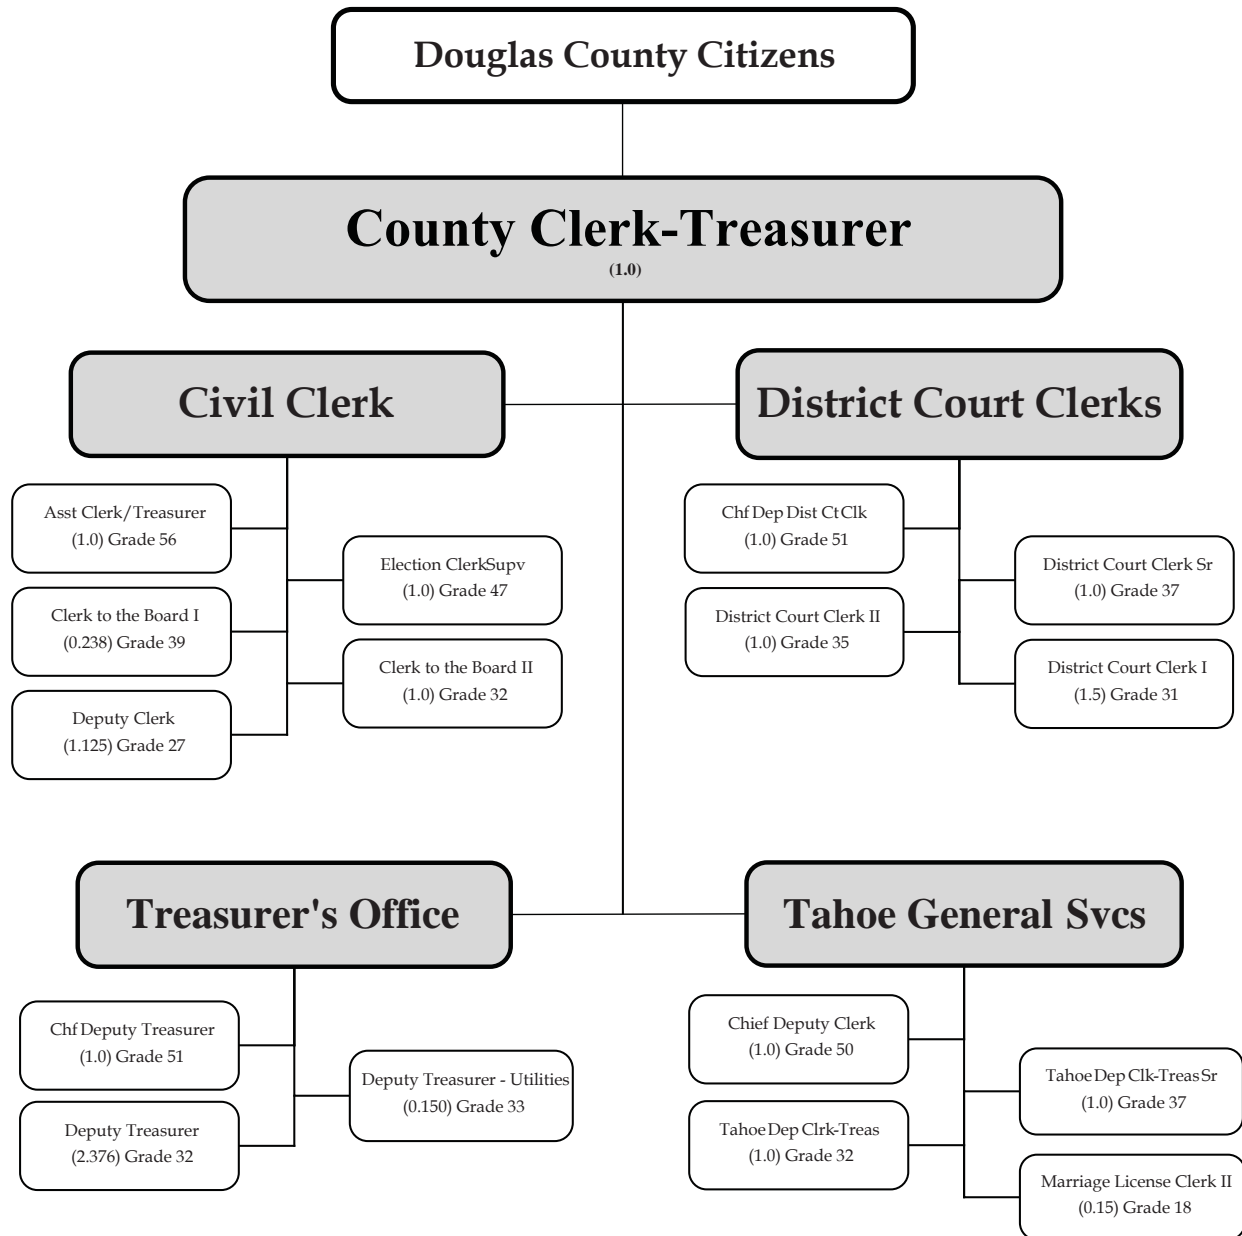 Douglas County Citizens
County Clerk-Treasurer
(1.0)
Civil Clerk
Asst Clerk/Treasurer
(1.0) Grade 56
Election ClerkSupv
(1.0) Grade 47
Clerk to the Board I
(0.238) Grade 39
Clerk to the Board II
(1.0) Grade 32
Deputy Clerk
(1.125) Grade 27
District Court Clerks
Chf Dep Dist Ct Clk
(1.0) Grade 51
District Court Clerk Sr
(1.0) Grade 37
District Court Clerk II
(1.0) Grade 35
District Court Clerk I
(1.5) Grade 31
Treasurer's Office
Chf Deputy Treasurer
(1.0) Grade 51
Deputy Treasurer - Utilities
(0.150) Grade 33
Deputy Treasurer
(2.376) Grade 32
Tahoe General Svcs
Chief Deputy Clerk
(1.0) Grade 50
Tahoe Dep Clk-Treas Sr
(1.0) Grade 37
Tahoe Dep Clrk-Treas
(1.0) Grade 32
Marriage License Clerk II
(0.15) Grade 18